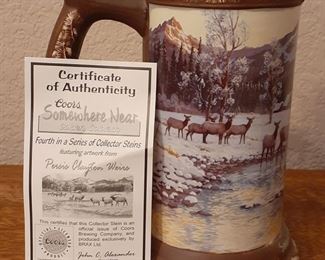 Certificate
of Authenticity
Coors
Somewhere Near
Fourth in a Series of Collector Steins
featuring artwork from
Persis Clayton Weirs
This certifies that this Collector Stein is an
official issue of Coors
Brewing Company, and
produced exclusively by
BRAX Ltd.
Coors
John C. Alexander